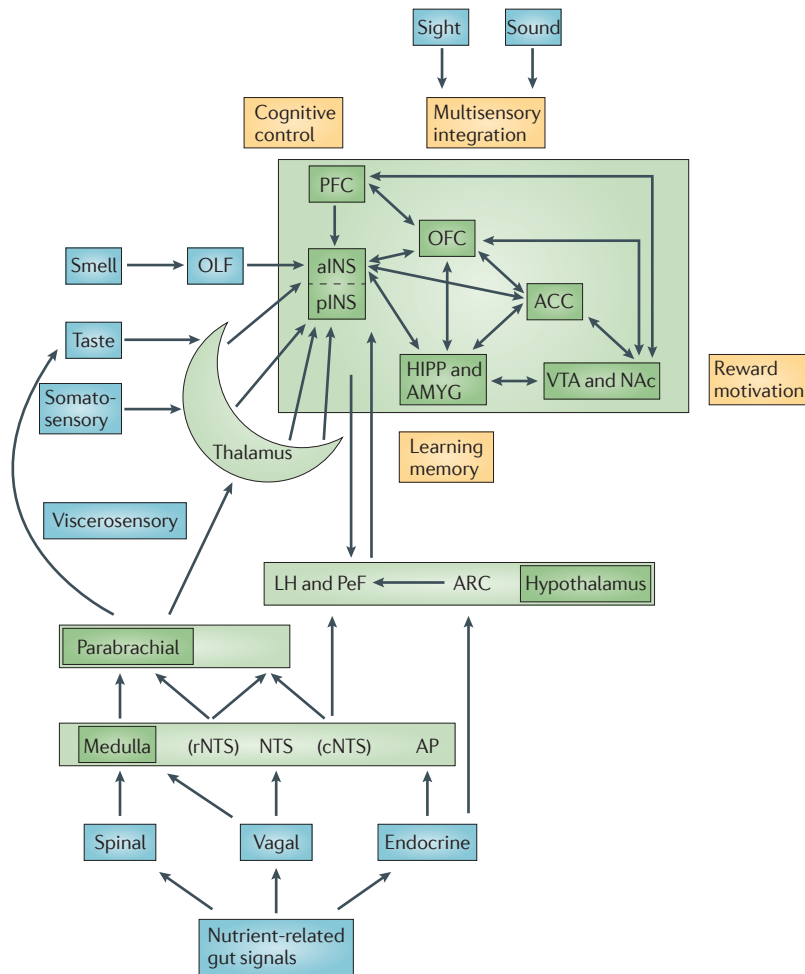 Sight
Sound
Cognitive
control
Multisensory
integration
PFC
OFC
Smell
OLF
aINS
pINS
ACC
Taste
HIPP and
AMYG
VTA and NAc
Reward
motivation
Somato-
sensory
Thalamus
Learning
memory
Viscerosensory
LH and PeF
ARC
Hypothalamus
Parabrachial
Medulla
(rNTS)
NTS
(cNTS)
AP
Spinal
Vagal
Endocrine
Nutrient-related
gut signals